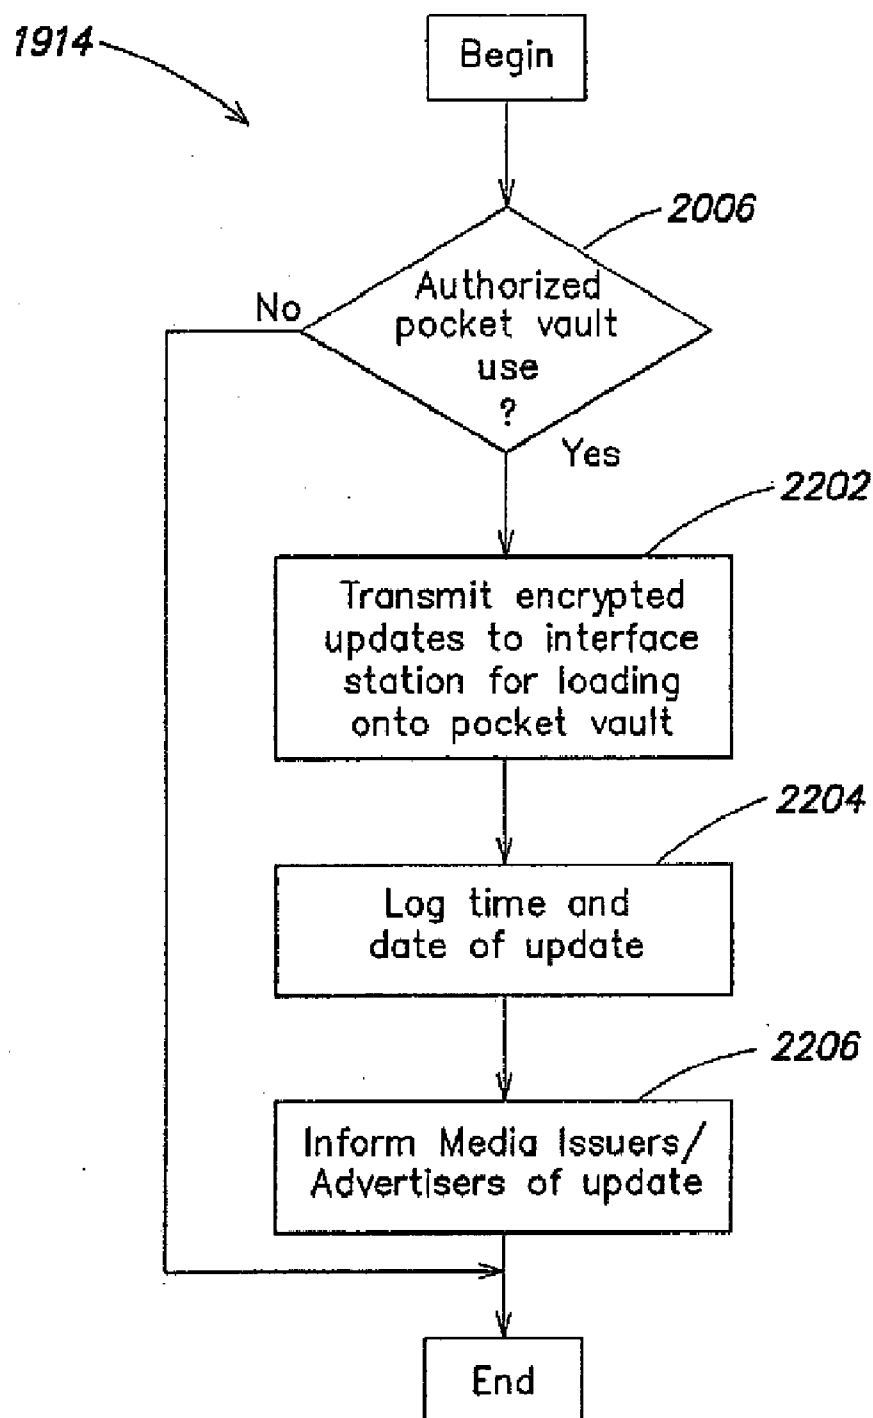 1914
Begin
2006
Authorized
pocket vault
use
?
No
Yes
2202
Transmit encrypted
updates to interface
station for loading
onto pocket vault
2204
Log time and
date of update
2206
Inform Media Issuers/
Advertisers of update
End